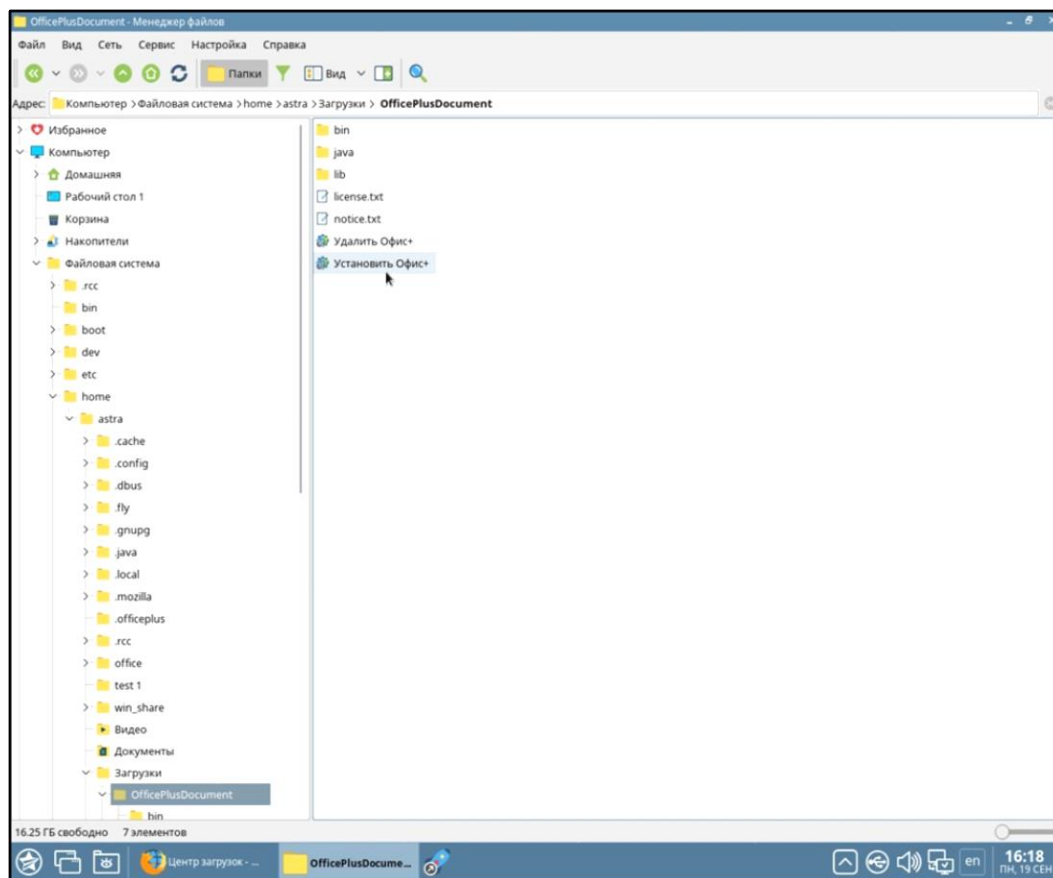 OfficePlusDocument - Менеджер файлов
Файл Вид Сеть Сервис Настройка Справка
Папки Вид
Адрес: Компьютер > Файловая система > home > astra > Загрузки > OfficePlusDocument
Избранное
Компьютер
Домашняя
Рабочий стол 1
Корзина
Накопители
Файловая система
.rcc
bin
boot
dev
etc
home
astra
.cache
.config
.dbus
.fly
.gnupg
.java
.local
.mozilla
.officeplus
.rcc
office
test 1
win_share
Видео
Документы
Загрузки
OfficePlusDocument
bin
bin
java
lib
license.txt
notice.txt
Удалить Офис+
Установить Офис+
16.25 ГБ свободно 7 элементов
Центр загрузок - ...
OfficePlusDocume...
en
16:18
ПН, 19 СЕН